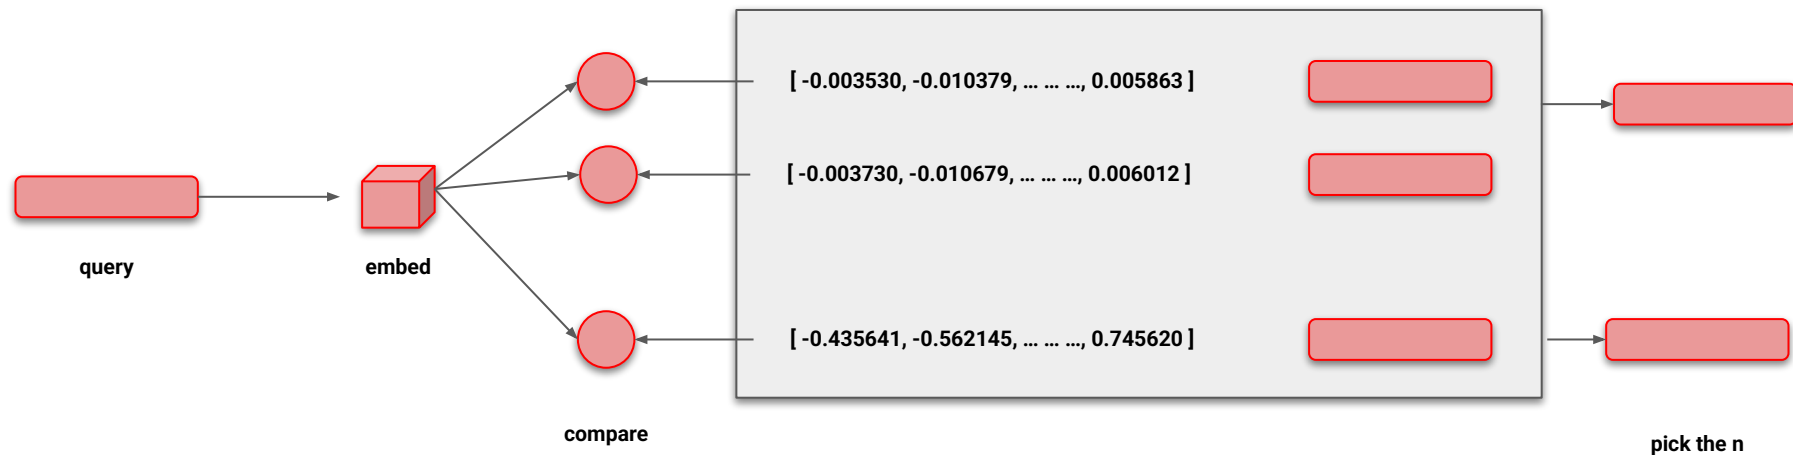 [ -0.003530, -0.010379, ... ... ..., 0.005863 ]
[ -0.003730, -0.010679, ... ... ..., 0.006012 ]
query
embed
[ -0.435641, -0.562145, ... ... ..., 0.745620 ]
compare
pick the n